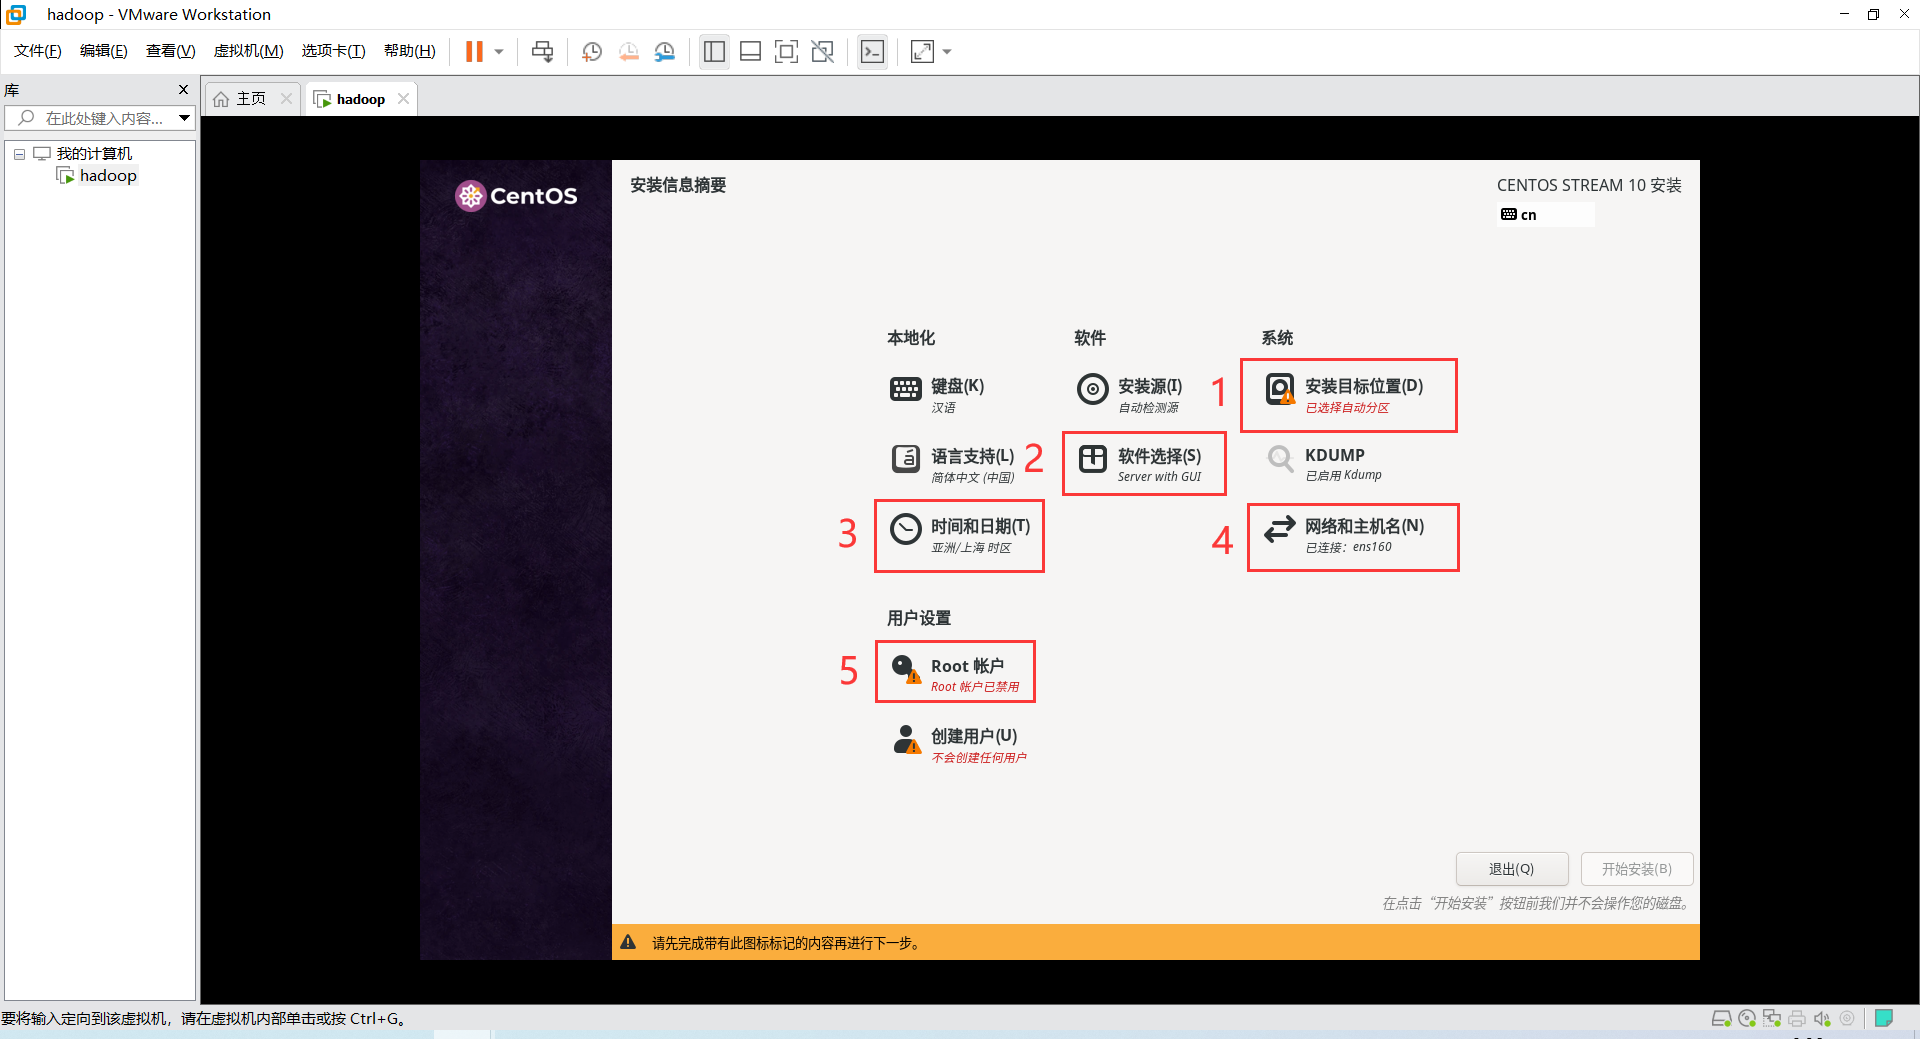 hadoop - VMware Workstation
文件(F) 编辑(E) 查看(V) 虚拟机(M) 选项卡(T) 帮助(H)
库
主页
hadoop
在此处键入内容...
我的计算机
hadoop
CentOS
安装信息摘要
CENTOS STREAM 10 安装
cn
本地化
软件
系统
键盘(K)
汉语
安装源(I)
自动检测源
1
安装目标位置(D)
已选择自动分区
语言支持(L)
简体中文 (中国)
2
软件选择(S)
Server with GUI
KDUMP
已启用 Kdump
3
时间和日期(T)
亚洲/上海 时区
4
网络和主机名(N)
已连接：ens160
用户设置
5
Root 帐户
Root 帐户已禁用
创建用户(U)
不会创建任何用户
退出(Q)
开始安装(B)
在点击“开始安装”按钮前我们并不会操作您的磁盘。
请先完成带有此图标标记的内容再进行下一步。
要将输入定向到该虚拟机，请在虚拟机内部单击或按 Ctrl+G。